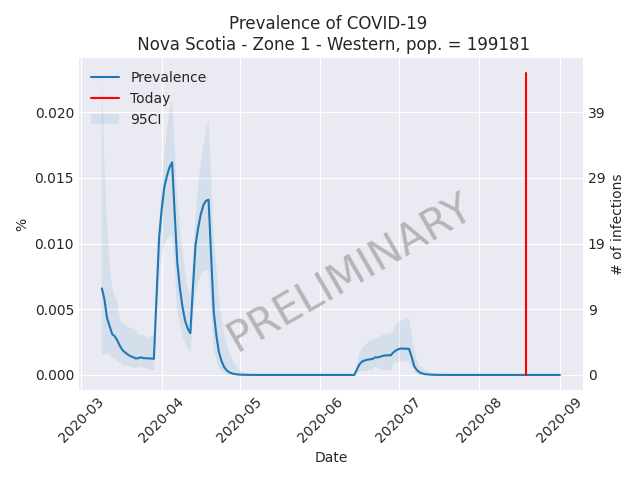 Prevalence of COVID-19
Nova Scotia - Zone 1 - Western, pop. = 199181
Prevalence
Today
95CI
0.020
0.015
0.010
0.005
0.000
%
39
29
19
9
0
# of infections
PRELIMINARY
2020-03
2020-04
2020-05
2020-06
2020-07
2020-08
2020-09
Date